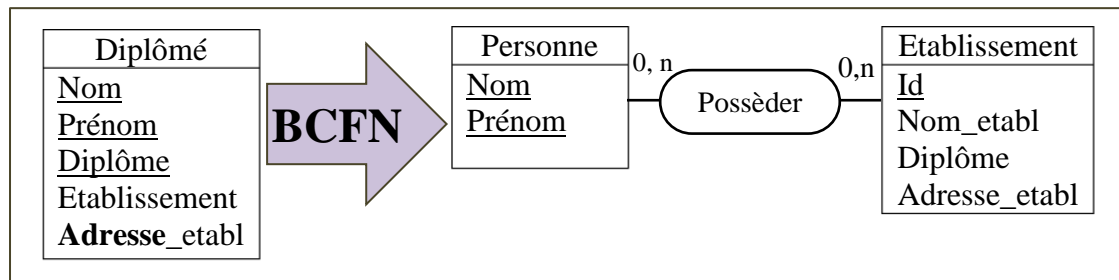 Diplômé
Nom
Prénom
Diplôme
Etablissement
Adresse_etabl
BCFN
Personne
Nom
Prénom
0, n
Possèder
0,n
Etablissement
Id
Nom_etabl
Diplôme
Adresse_etabl